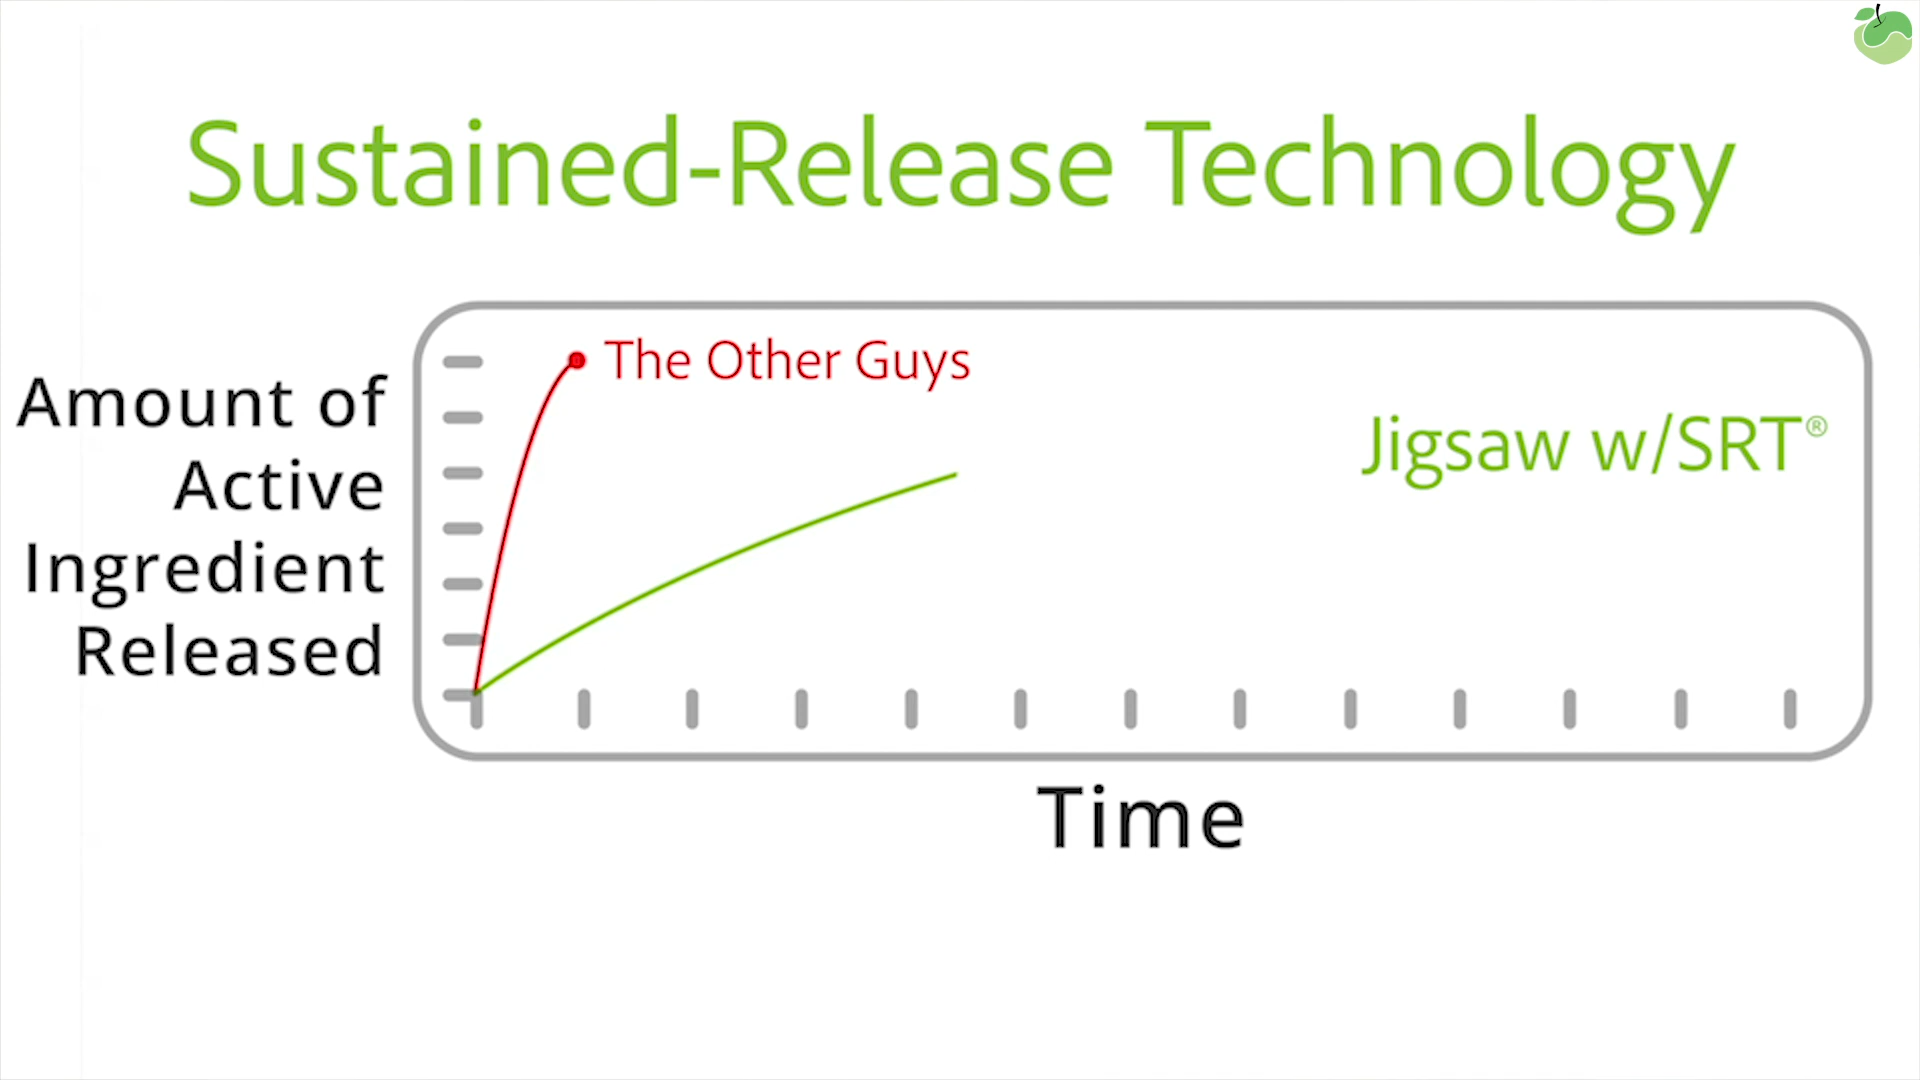 Sustained-Release Technology
The Other Guys
Jigsaw w/SRT®
Amount of
Active
Ingredient
Released
Time